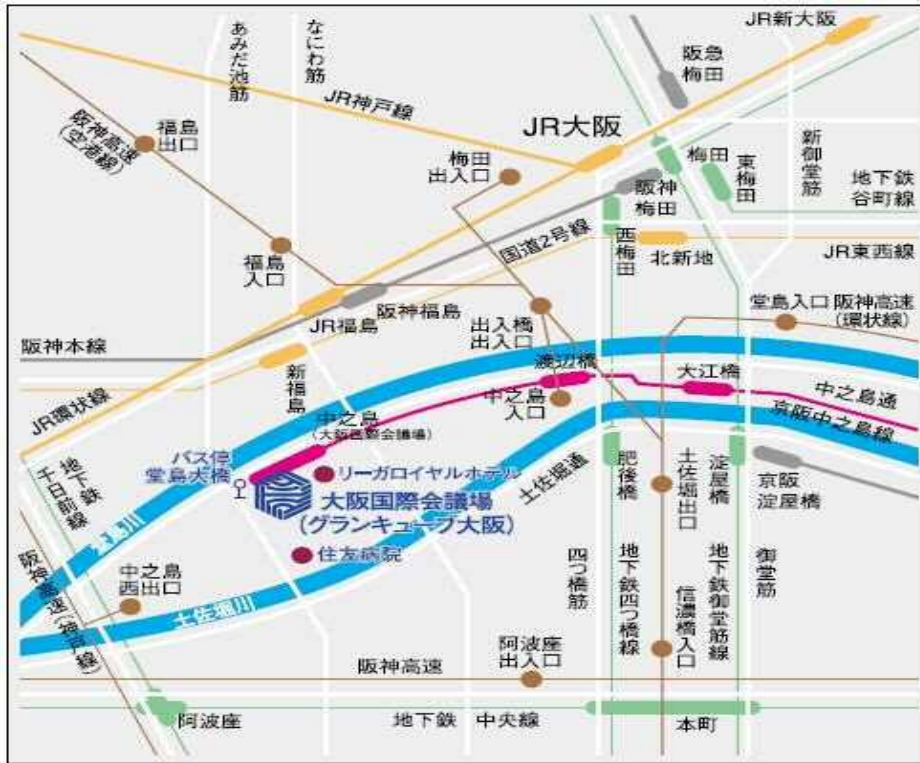 JR新大阪
あみだ池筋
なにわ筋
阪急
梅田
JR神戸線
阪神高速
(空港線)
福島
出口
JR大阪
梅田
出入口
梅田
東梅田
新御堂筋
阪神
梅田
地下鉄
谷町線
国道2号線
西梅田
北新地
JR東西線
福島
入口
阪神福島
JR福島
出入橋
出入口
堂島入口
阪神高速
(環状線)
阪神本線
新福島
渡辺橋
大江橋
中之島
入口
中之島通
京阪中之島線
JR環状線
中之島
(大阪国際会議場)
バス停
堂島大橋
リーガロイヤルホテル
大阪国際会議場
(グランキューブ大阪)
土佐堀通
肥後橋
土佐堀出口
淀屋橋
京阪
淀屋橋
地下鉄
千日前線
堂島川
住友病院
阪神高速(神戸線)
中之島
西出口
土佐堀川
四つ橋筋
地下鉄四つ橋線
信濃橋入口
地下鉄御堂筋線
御堂筋
阪神高速
阿波座
出入口
阿波座
地下鉄
中央線
本町